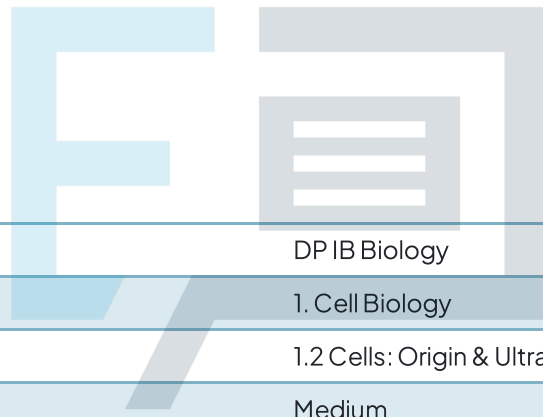 DP IB Biology
1. Cell Biology
1.2 Cells: Origin & Ultra
Medium